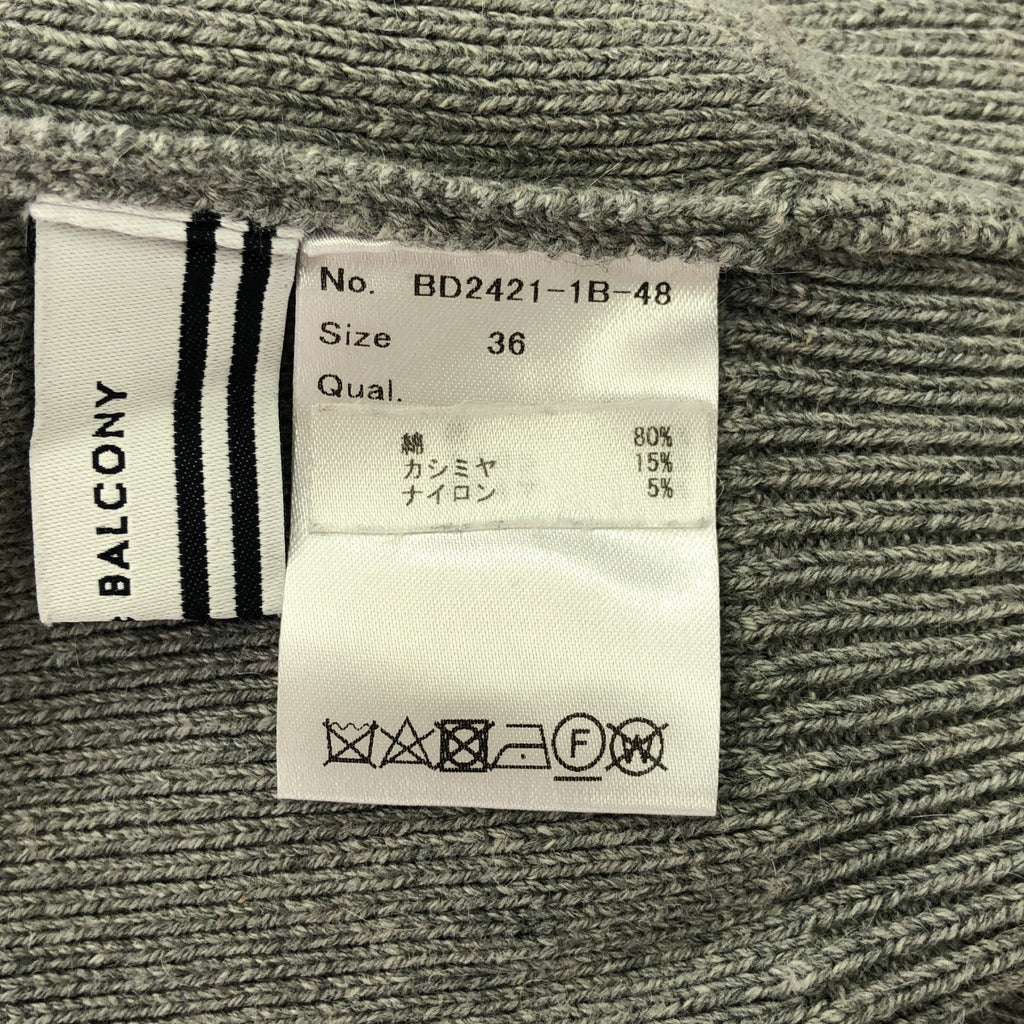 BALCONY
No. BD2421-1B-48
Size 36
Qual.
綿 80%
カシミヤ 15%
ナイロン 5%
F
W